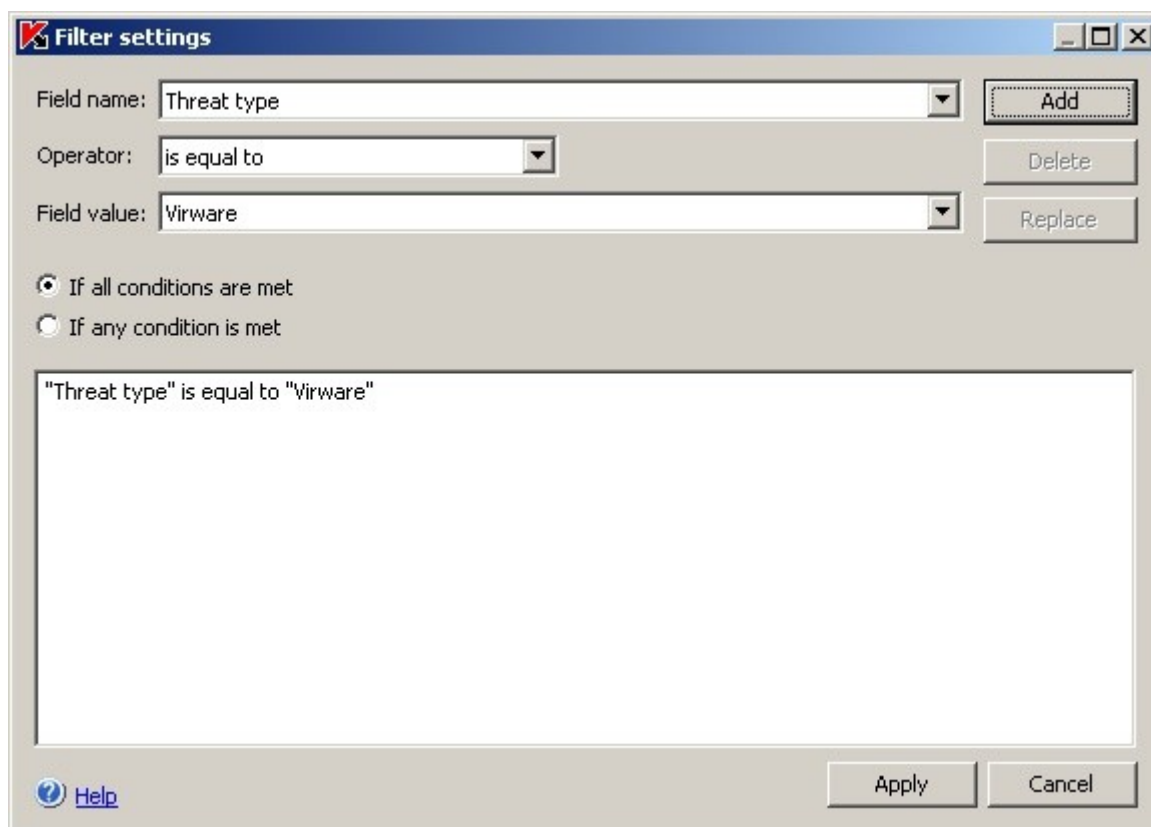 Filter settings
Field name: Threat type
Add
Operator: is equal to
Delete
Field value: Virware
Replace
If all conditions are met
If any condition is met
"Threat type" is equal to "Virware"
Help
Apply
Cancel